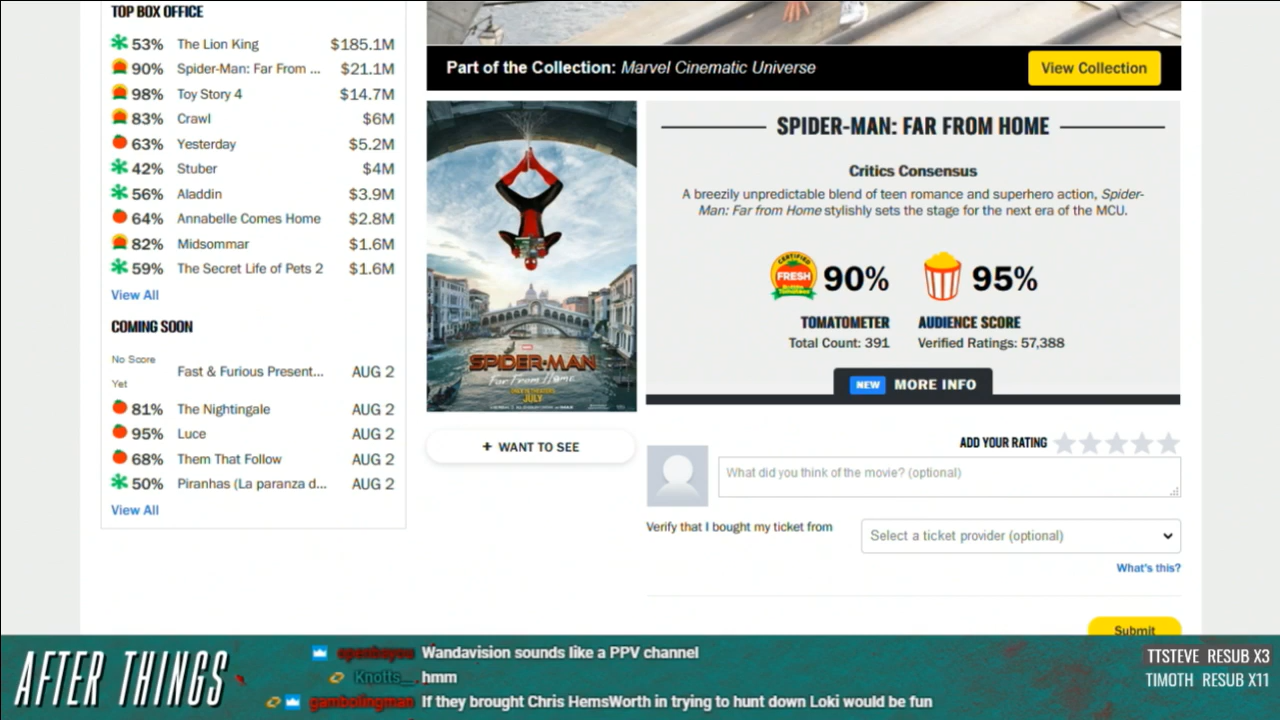 TOP BOX OFFICE
53% The Lion King $185.1M
90% Spider-Man: Far From ... $21.1M
98% Toy Story 4 $14.7M
83% Crawl $6M
63% Yesterday $5.2M
42% Stuber $4M
56% Aladdin $3.9M
64% Annabelle Comes Home $2.8M
82% Midsommar $1.6M
59% The Secret Life of Pets 2 $1.6M
View All
COMING SOON
No Score
Yet
Fast & Furious Present... AUG 2
81% The Nightingale AUG 2
95% Luce AUG 2
68% Them That Follow AUG 2
50% Piranhas (La paranza d... AUG 2
View All
Part of the Collection: Marvel Cinematic Universe
View Collection
MARVEL
SPIDER-MAN
Far From Home
JULY
+ WANT TO SEE
SPIDER-MAN: FAR FROM HOME
Critics Consensus
A breezily unpredictable blend of teen romance and superhero action, Spider-
Man: Far from Home stylishly sets the stage for the next era of the MCU.
CERTIFIED
FRESH
90%
95%
TOMATOMETER
Total Count: 391
AUDIENCE SCORE
Verified Ratings: 57,388
NEW MORE INFO
ADD YOUR RATING
What did you think of the movie? (optional)
Verify that I bought my ticket from
Select a ticket provider (optional)
What's this?
Submit
AFTER THINGS
Wandavision sounds like a PPV channel
Knotts__: hmm
gambolingman If they brought Chris HemsWorth in trying to hunt down Loki would be fun
TTSTEVE RESUB X3
TIMOTH RESUB X11